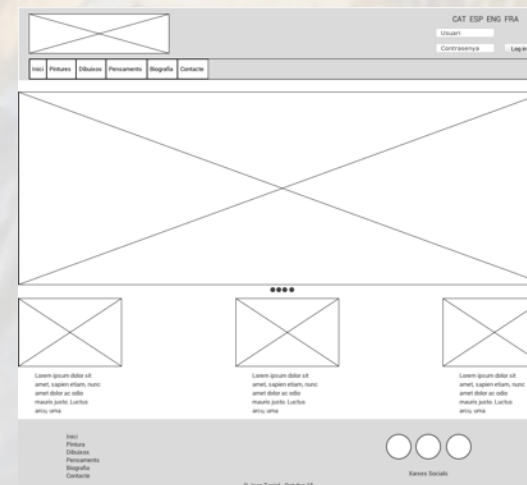 CAT ESP ENG FRA
Usuari
Contrasenya
Log in
Inici Pintures Dibuixos Pensaments Biografia Contacte
Lorem ipsum dolor sit
amet, sapien etiam, nunc
amet dolor ac odio
mauris justo. Luctus
arcu, urna
Lorem ipsum dolor sit
amet, sapien etiam, nunc
amet dolor ac odio
mauris justo. Luctus
arcu, urna
Lorem ipsum dolor sit
amet, sapien etiam, nunc
amet dolor ac odio
mauris justo. Luctus
arcu, urna
Inici
Pintura
Dibuixos
Pensaments
Biografia
Contacte
Xarxes Socials